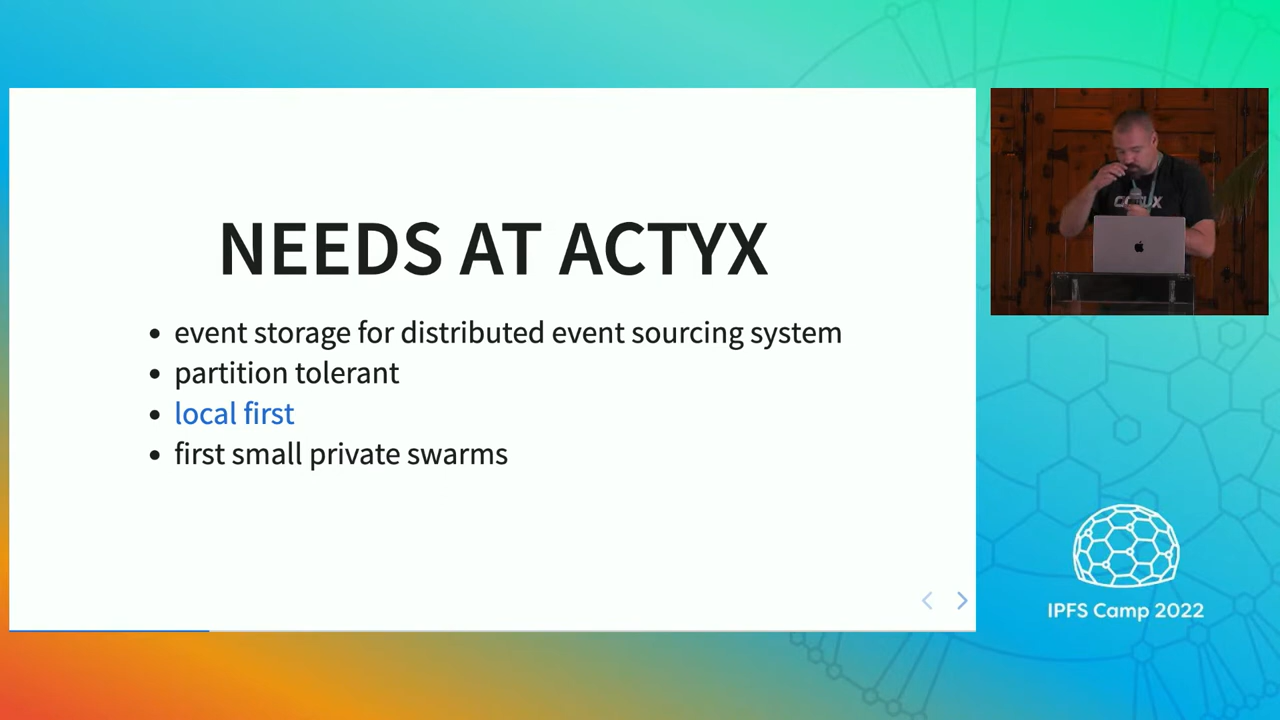 NEEDS AT ACTYX
event storage for distributed event sourcing system
partition tolerant
local first
first small private swarms
IPFS Camp 2022